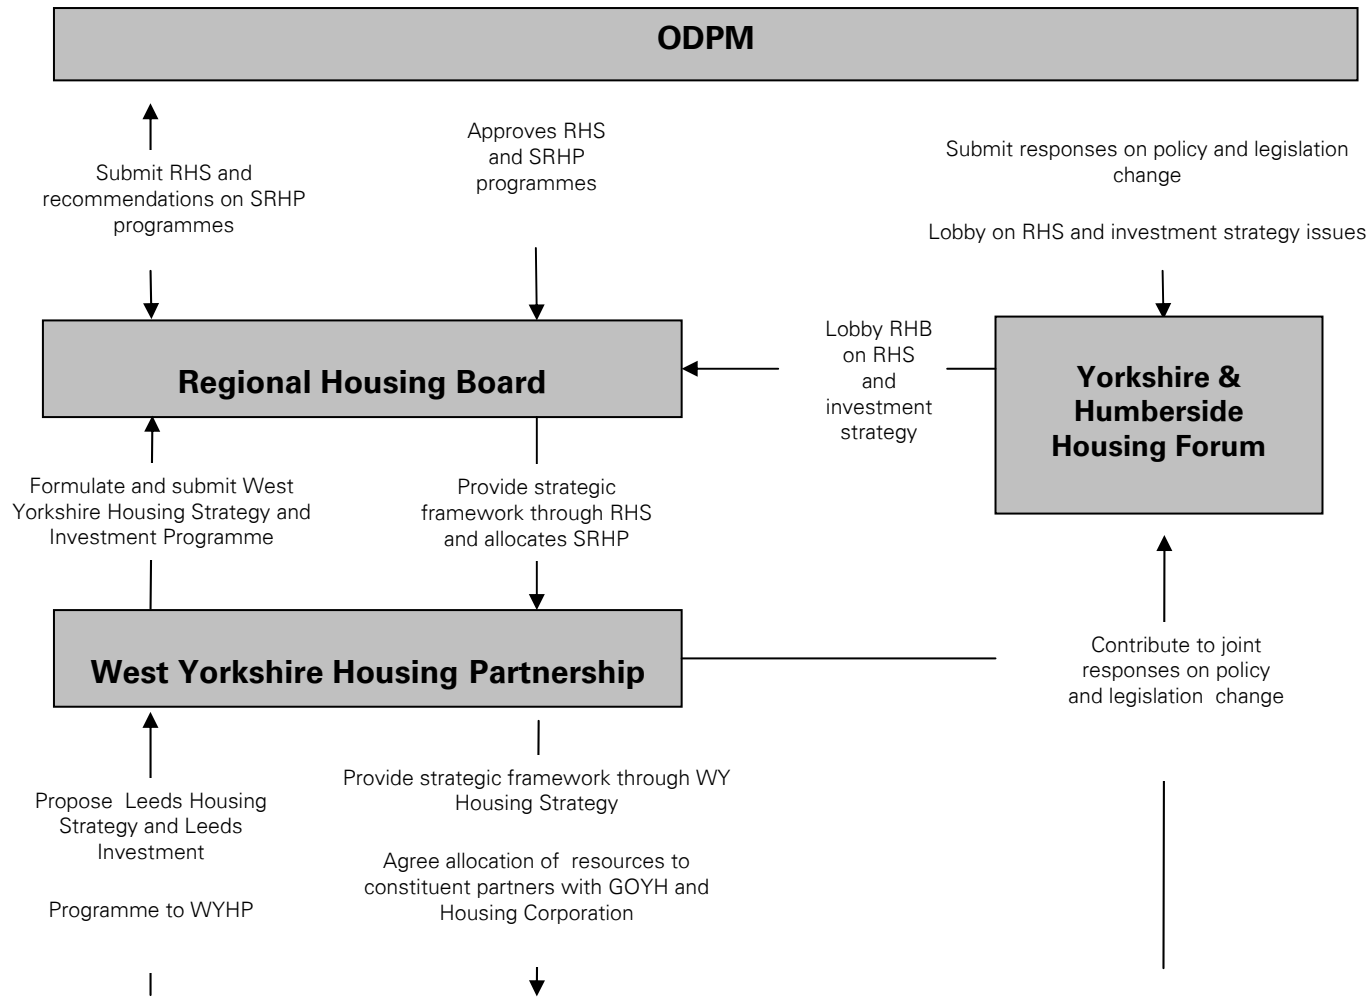 ODPM
Submit RHS and
recommendations on SRHP
programmes
Approves RHS
and SRHP
programmes
Submit responses on policy and legislation
change
Lobby on RHS and investment strategy issues
Regional Housing Board
Lobby RHB
on RHS
and
investment
strategy
Yorkshire &
Humberside
Housing Forum
Formulate and submit West
Yorkshire Housing Strategy and
Investment Programme
Provide strategic
framework through RHS
and allocates SRHP
West Yorkshire Housing Partnership
Contribute to joint
responses on policy
and legislation change
Propose Leeds Housing
Strategy and Leeds
Investment
Programme to WYHP
Provide strategic framework through WY
Housing Strategy
Agree allocation of resources to
constituent partners with GOYH and
Housing Corporation